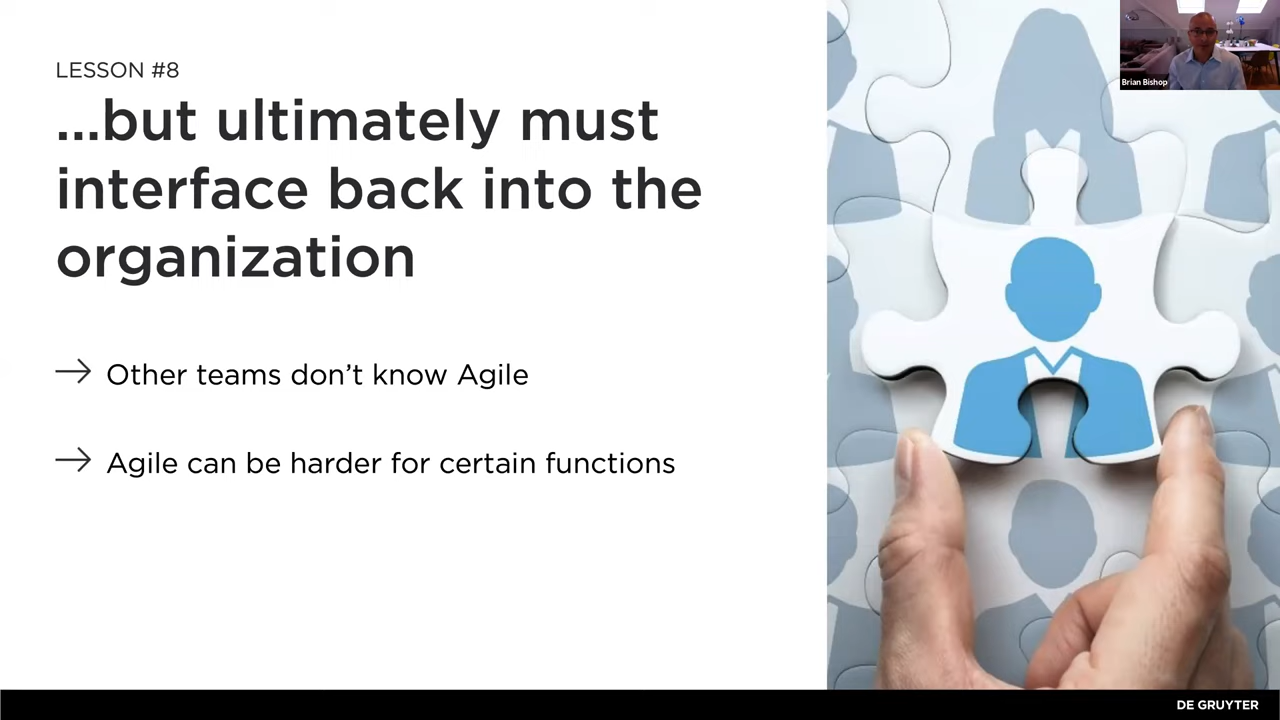 LESSON #8
...but ultimately must
interface back into the
organization
→ Other teams don’t know Agile
→ Agile can be harder for certain functions
Brian Bishop
DE GRUYTER